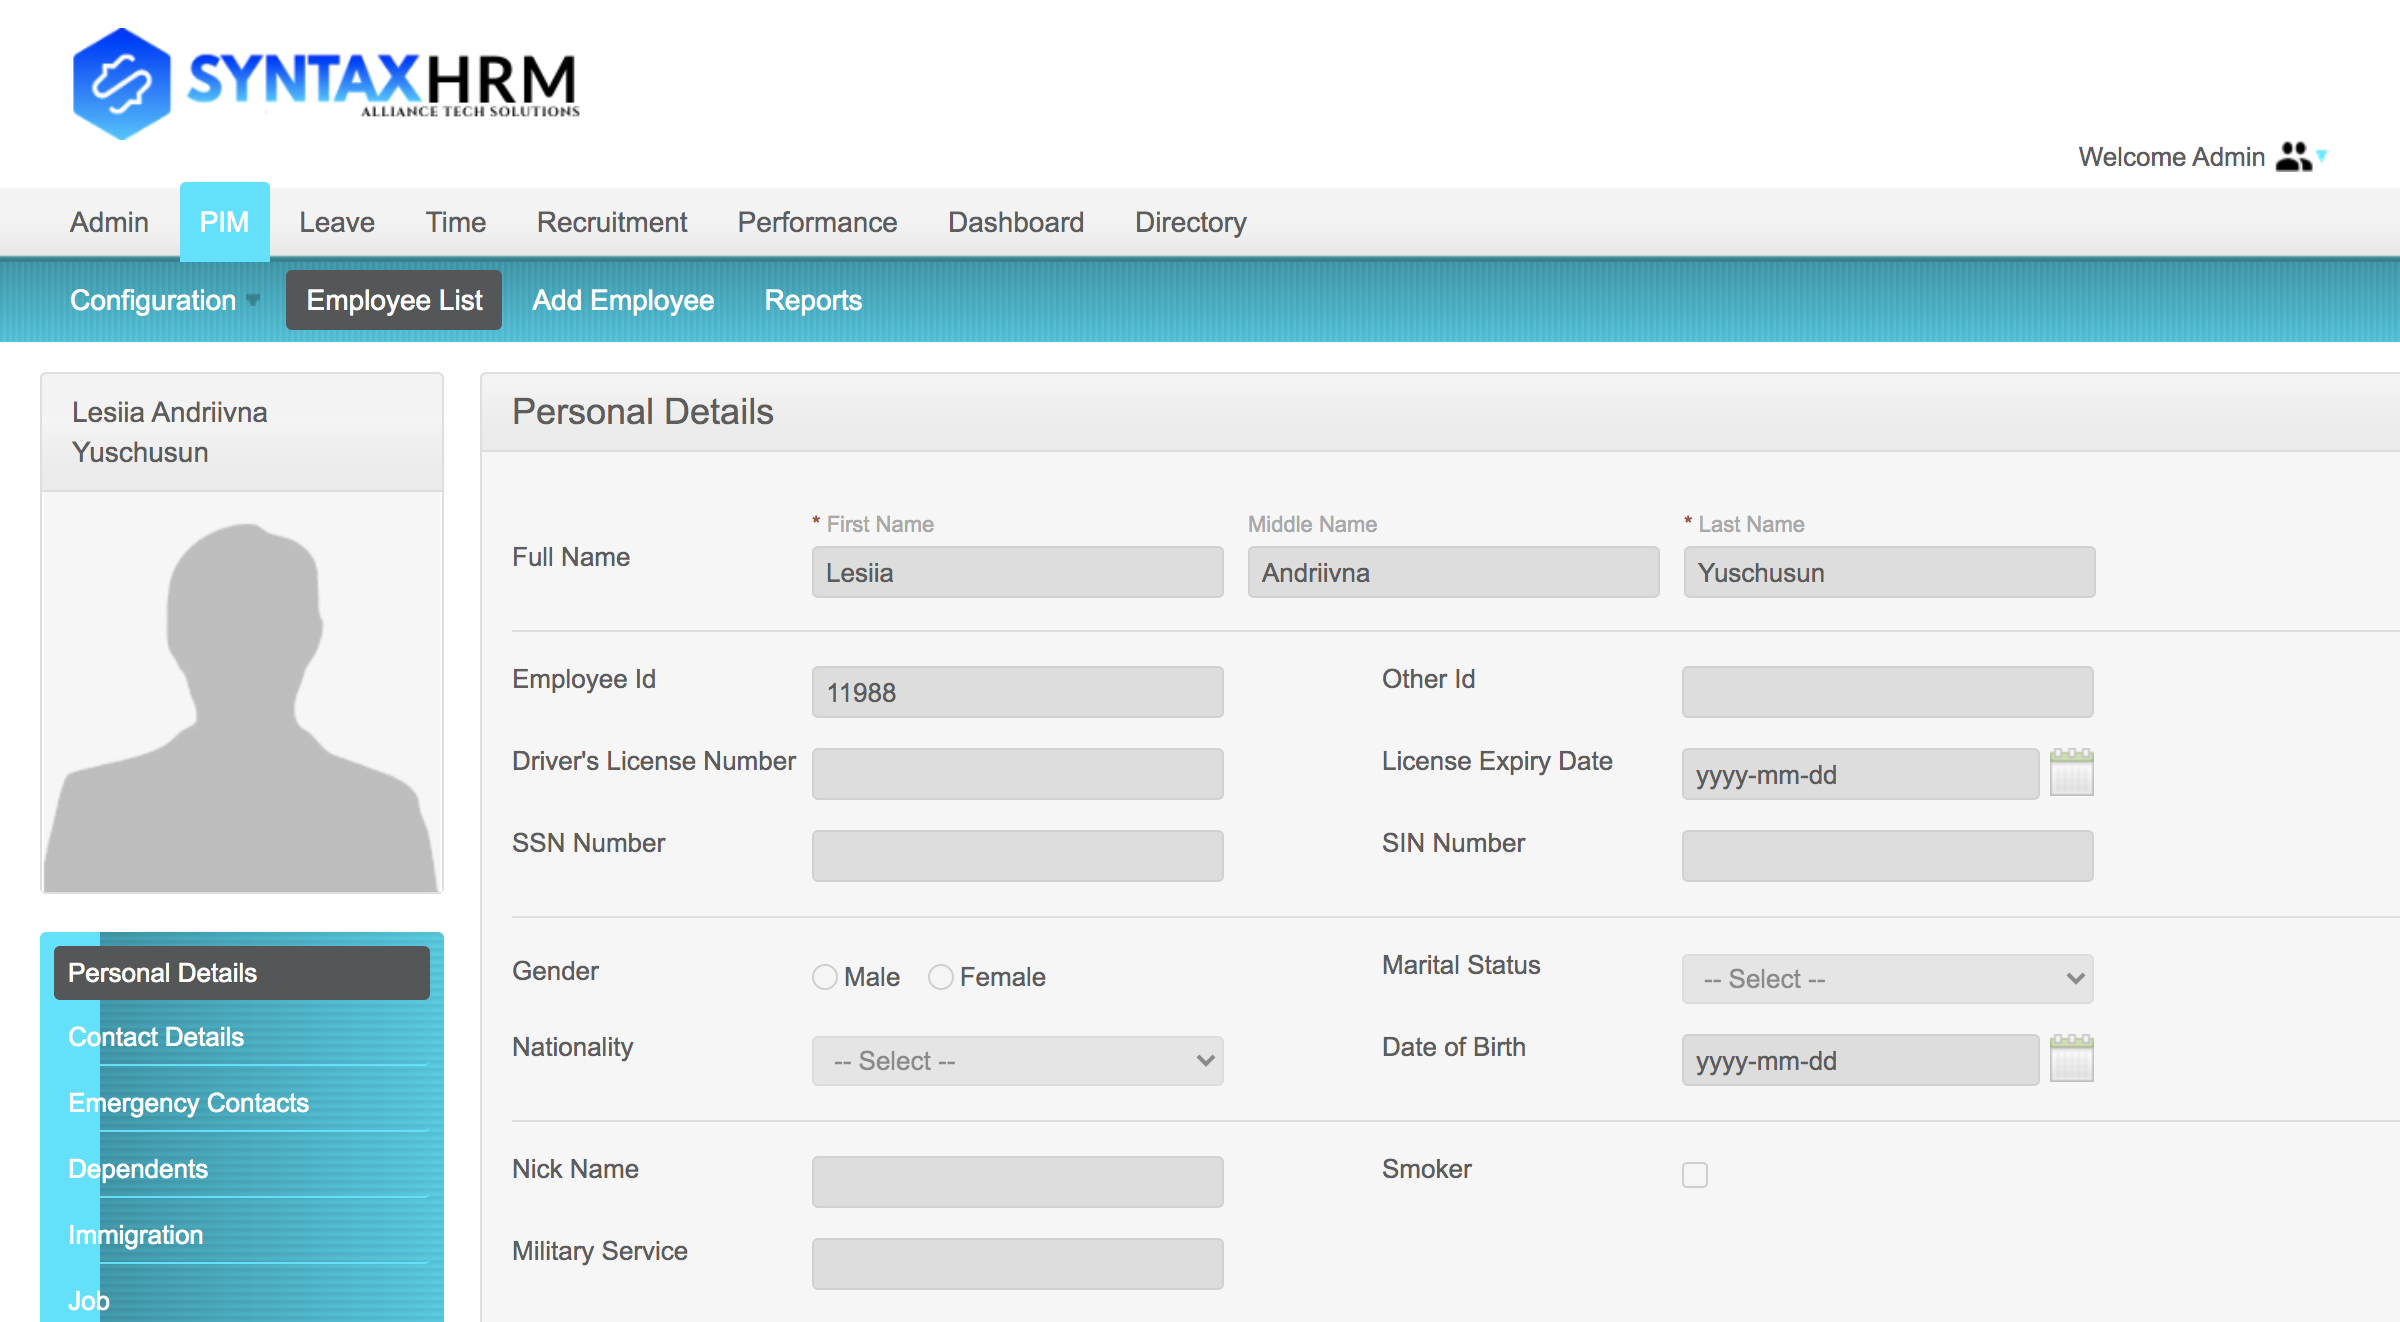 SYNTAXHRM
ALLIANCE TECH SOLUTIONS
Welcome Admin
Admin PIM Leave Time Recruitment Performance Dashboard Directory
Configuration Employee List Add Employee Reports
Lesiia Andriivna
Yuschusun
Personal Details
* First Name Middle Name * Last Name
Full Name Lesiia Andriivna Yuschusun
Employee Id 11988 Other Id
Driver's License Number License Expiry Date yyyy-mm-dd
SSN Number SIN Number
Gender Male Female Marital Status -- Select --
Nationality -- Select -- Date of Birth yyyy-mm-dd
Nick Name Smoker
Military Service
Personal Details
Contact Details
Emergency Contacts
Dependents
Immigration
Job